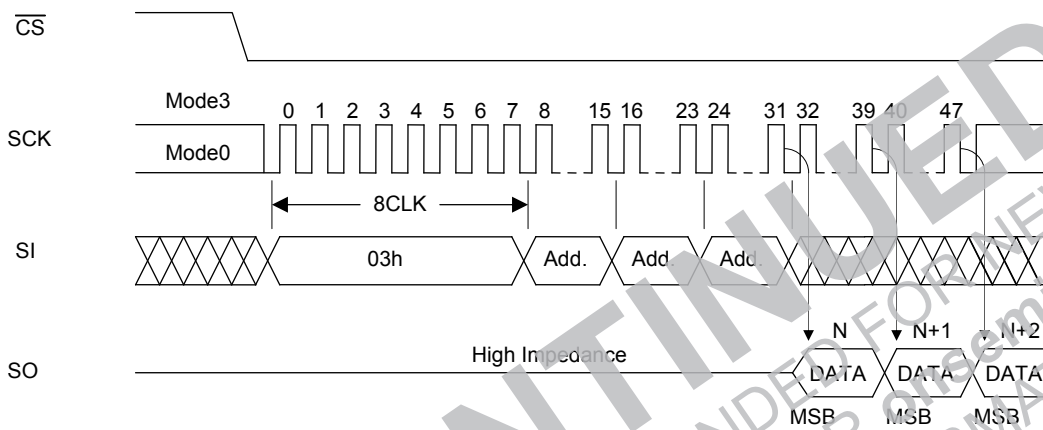 CS
Mode3
0 1 2 3 4 5 6 7 8 15 16 23 24 31 32 39 40 47
SCK
Mode0
8CLK
SI
03h Add. Add. Add.
N N+1 N+2
High Impedance
SO
DATA DATA DATA
MSB MSB MSB